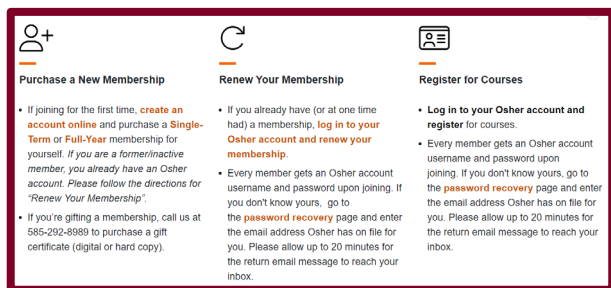 Purchase a New Membership
• If joining for the first time, create an
account online and purchase a Single-
Term or Full-Year membership for
yourself. If you are a former/inactive
member, you already have an Osher
account. Please follow the directions for
“Renew Your Membership”.
• If you're gifting a membership, call us at
585-292-8989 to purchase a gift
certificate (digital or hard copy).
Renew Your Membership
• If you already have (or at one time
had) a membership, log in to your
Osher account and renew your
membership.
• Every member gets an Osher account
username and password upon joining. If
you don't know yours, go to
the password recovery page and enter
the email address Osher has on file for
you. Please allow up to 20 minutes for
the return email message to reach your
inbox.
Register for Courses
• Log in to your Osher account and
register for courses.
• Every member gets an Osher account
username and password upon
joining. If you don't know yours, go to
the password recovery page and enter
the email address Osher has on file for
you. Please allow up to 20 minutes for
the return email message to reach your
inbox.